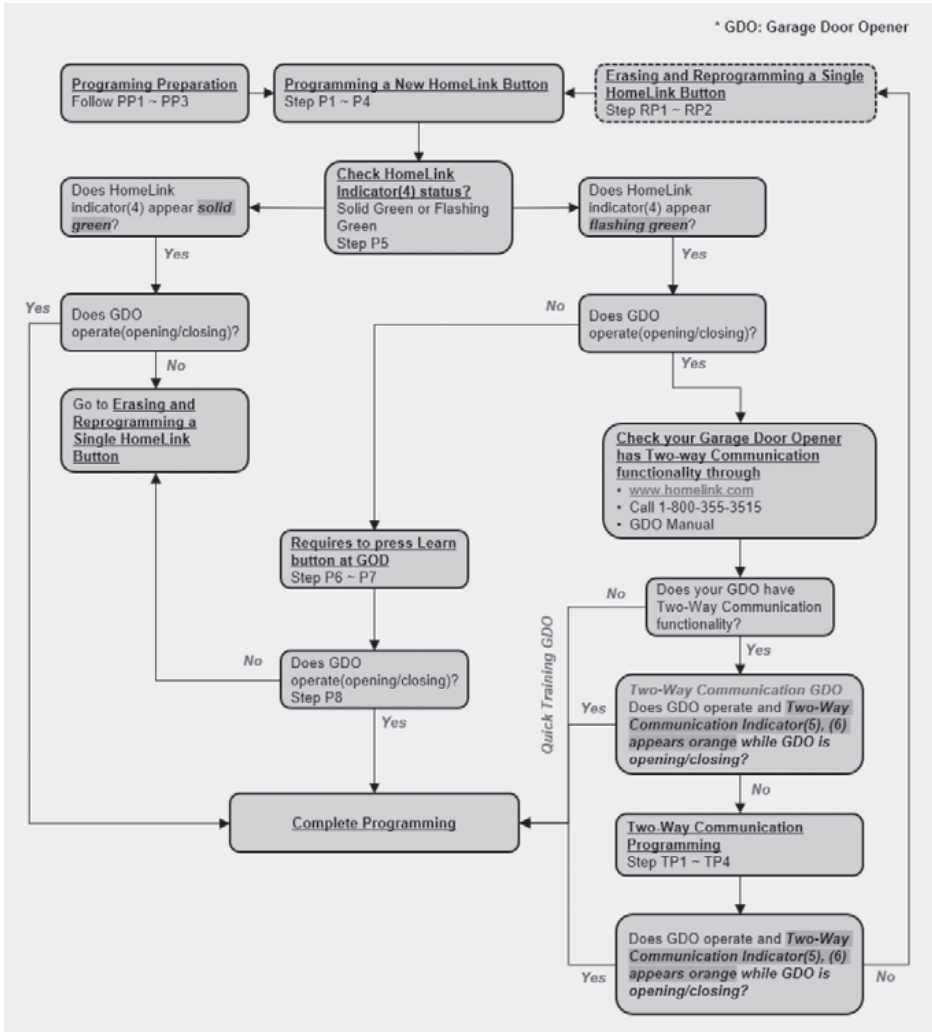 * GDO: Garage Door Opener
Programing Preparation
Follow PP1 ~ PP3
Programming a New HomeLink Button
Step P1 ~ P4
Erasing and Reprogramming a Single
HomeLink Button
Step RP1 ~ RP2
Does HomeLink
indicator(4) appear solid
green?
Check HomeLink
Indicator(4) status?
Solid Green or Flashing
Green
Step P5
Does HomeLink
indicator(4) appear
flashing green?
Yes
Yes
Yes
Does GDO
operate(opening/closing)?
No
Does GDO
operate(opening/closing)?
No
Yes
Go to Erasing and
Reprogramming a
Single HomeLink
Button
Check your Garage Door Opener
has Two-way Communication
functionality through
• www.homelink.com
• Call 1-800-355-3515
• GDO Manual
Requires to press Learn
button at GOD
Step P6 ~ P7
No
Does your GDO have
Two-Way Communication
functionality?
Quick Training GDO
Yes
No
Does GDO
operate(opening/closing)?
Step P8
Yes
Yes
Two-Way Communication GDO
Does GDO operate and Two-Way
Communication Indicator(5), (6)
appears orange while GDO is
opening/closing?
No
Complete Programming
Two-Way Communication
Programming
Step TP1 ~ TP4
Does GDO operate and Two-Way
Communication Indicator(5), (6)
appears orange while GDO is
opening/closing?
Yes
No